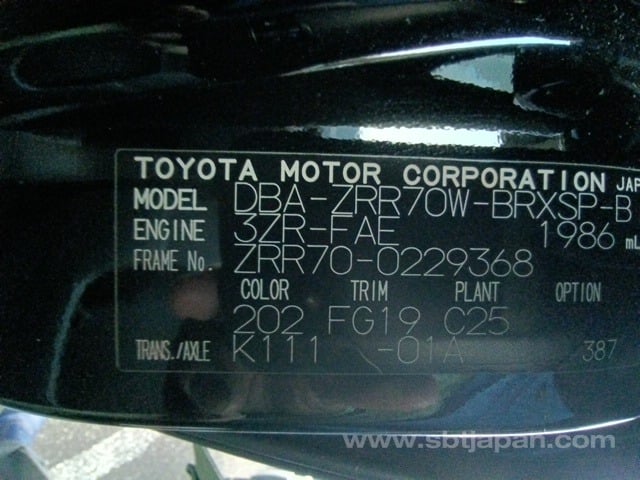 TOYOTA MOTOR CORPORATION JAP
MODEL DBA-ZRR70W-BRXSP-B
ENGINE 3ZR-FAE 1986 mL
FRAME No. ZRR70-0229368
COLOR TRIM PLANT OPTION
202 FG19 C25
TRANS./AXLE K111 -01A 387
www.sbtjapan.com